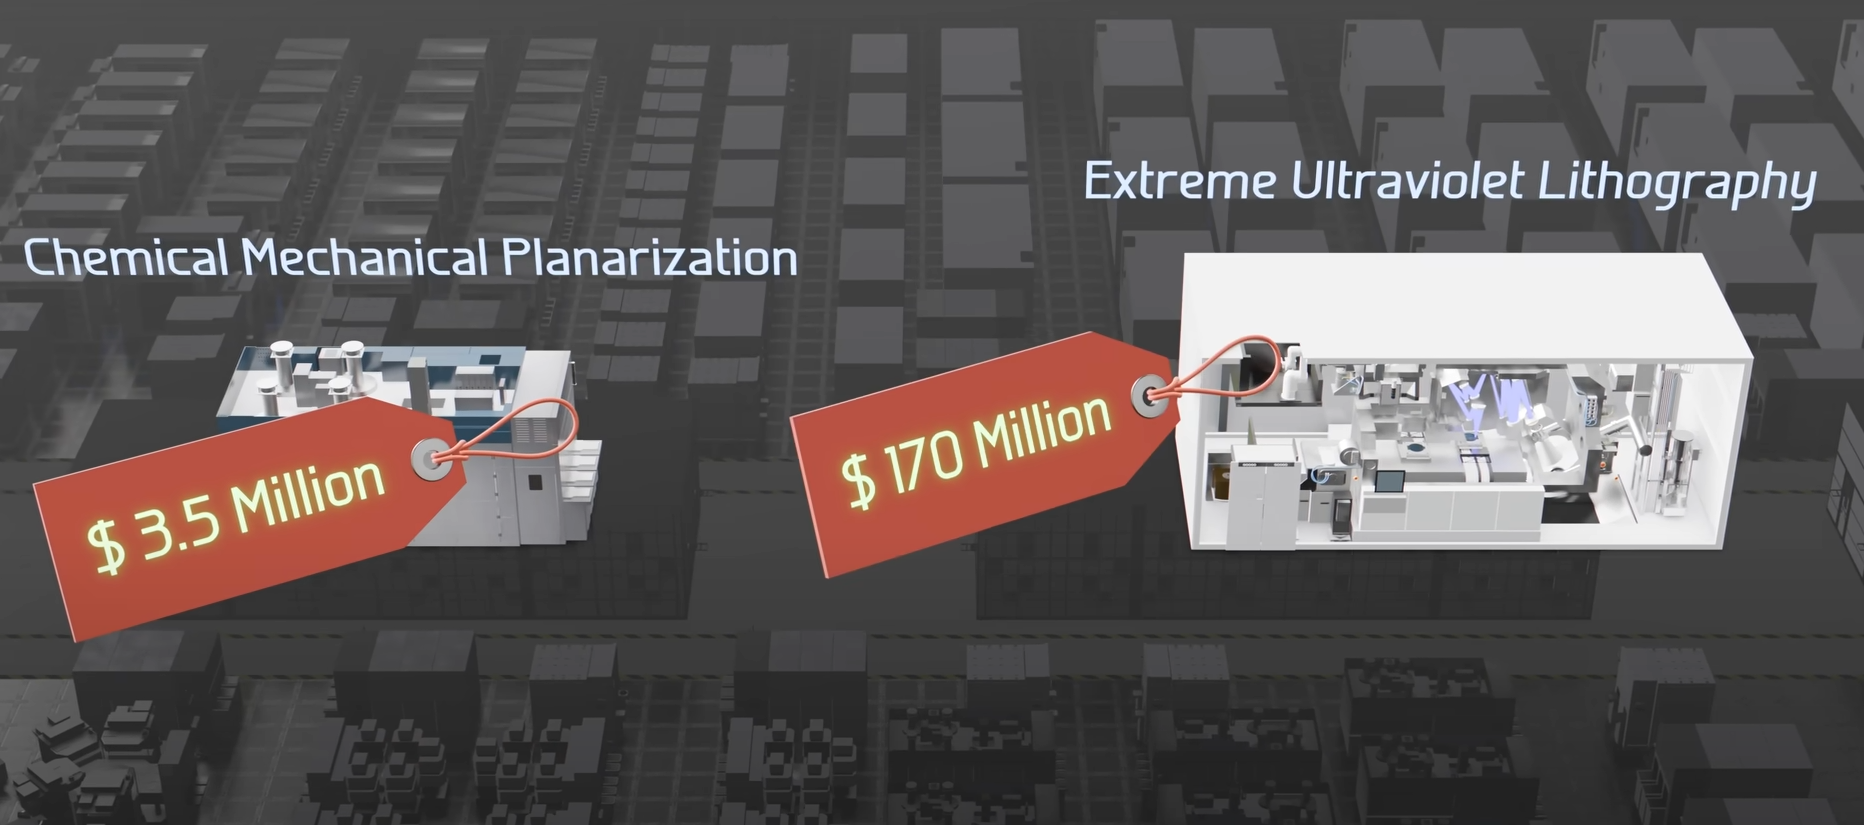 Extreme Ultraviolet Lithography
Chemical Mechanical Planarization
$ 170 Million
$ 3.5 Million